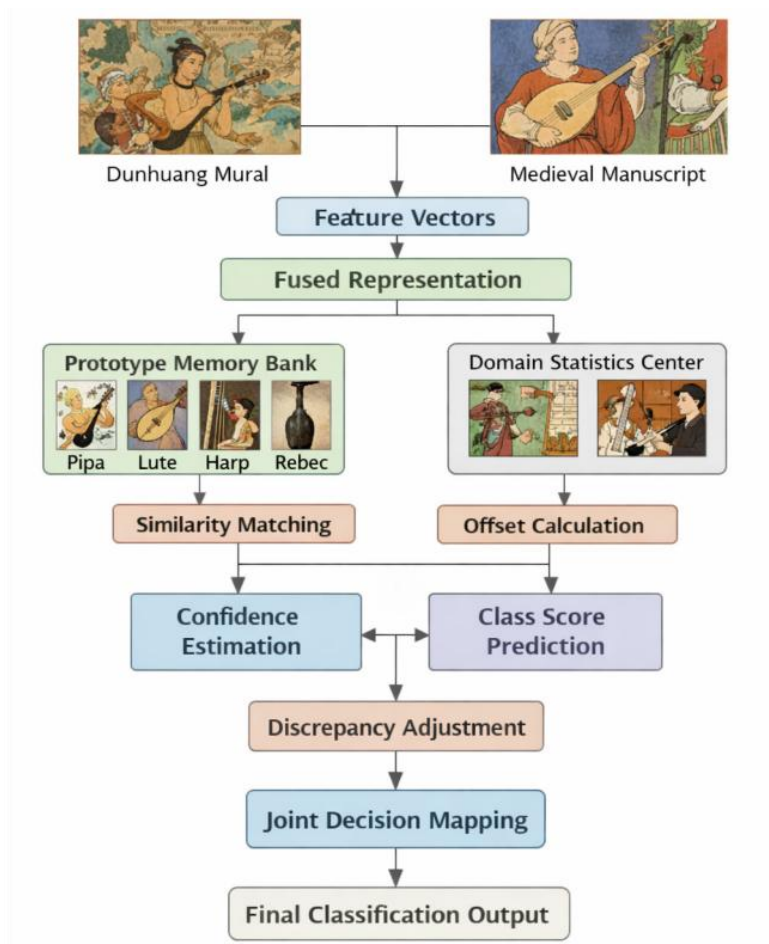 Dunhuang Mural
Medieval Manuscript
Feature Vectors
Fused Representation
Prototype Memory Bank
Pipa
Lute
Harp
Rebec
Domain Statistics Center
Similarity Matching
Offset Calculation
Confidence
Estimation
Class Score
Prediction
Discrepancy Adjustment
Joint Decision Mapping
Final Classification Output